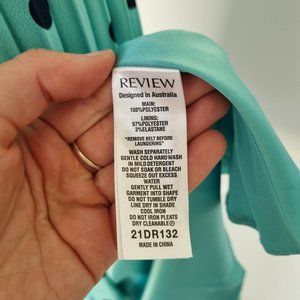 REVIEW
Designed in Australia
MAIN:
100%POLYESTER
LINING:
97%POLYESTER
3%ELASTANE
*REMOVE BELT BEFORE
LAUNDERING*
WASH SEPARATELY
GENTLE COLD HAND WASH
IN MILD DETERGENT
DO NOT SOAK OR BLEACH
SQUEEZE OUT EXCESS
WATER
GENTLY PULL WET
GARMENT INTO SHAPE
DO NOT TUMBLE DRY
LINE DRY IN SHADE
COOL IRON
DO NOT IRON PLEATS
DRY CLEANABLE Ⓟ
21DR132
MADE IN CHINA